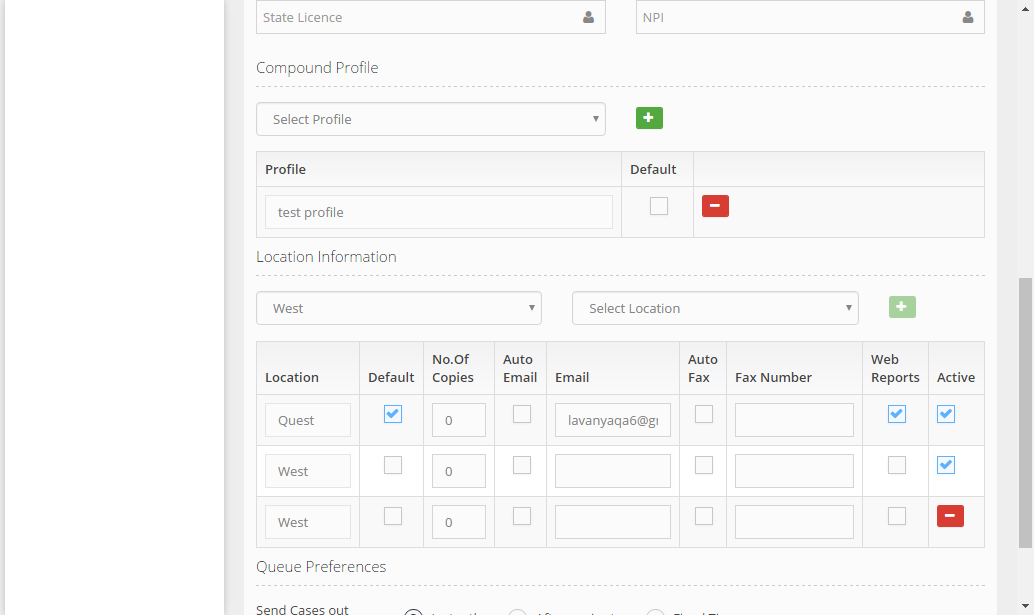 State Licence NPI
Compound Profile
Select Profile
Profile Default
test profile
Location Information
West Select Location
Location Default No.Of Copies Auto Email Email Auto Fax Fax Number Web Reports Active
Quest 0 lavanyaqa6@g
West 0
West 0
Queue Preferences
Send Cases out